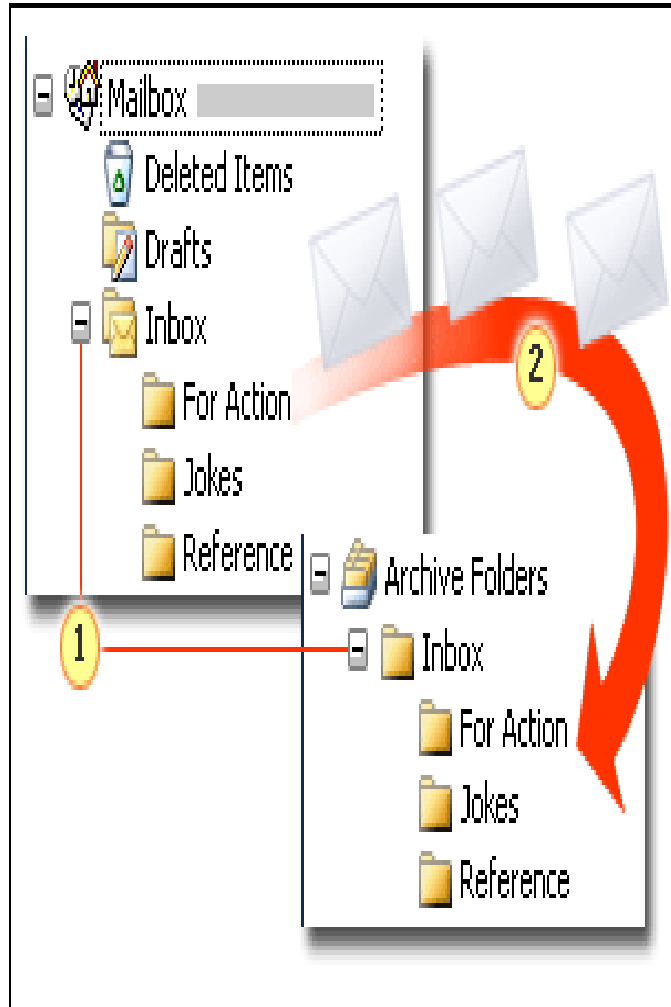 Mailbox
Deleted Items
Drafts
Inbox
For Action
Jokes
Reference
2
1
Archive Folders
Inbox
For Action
Jokes
Reference